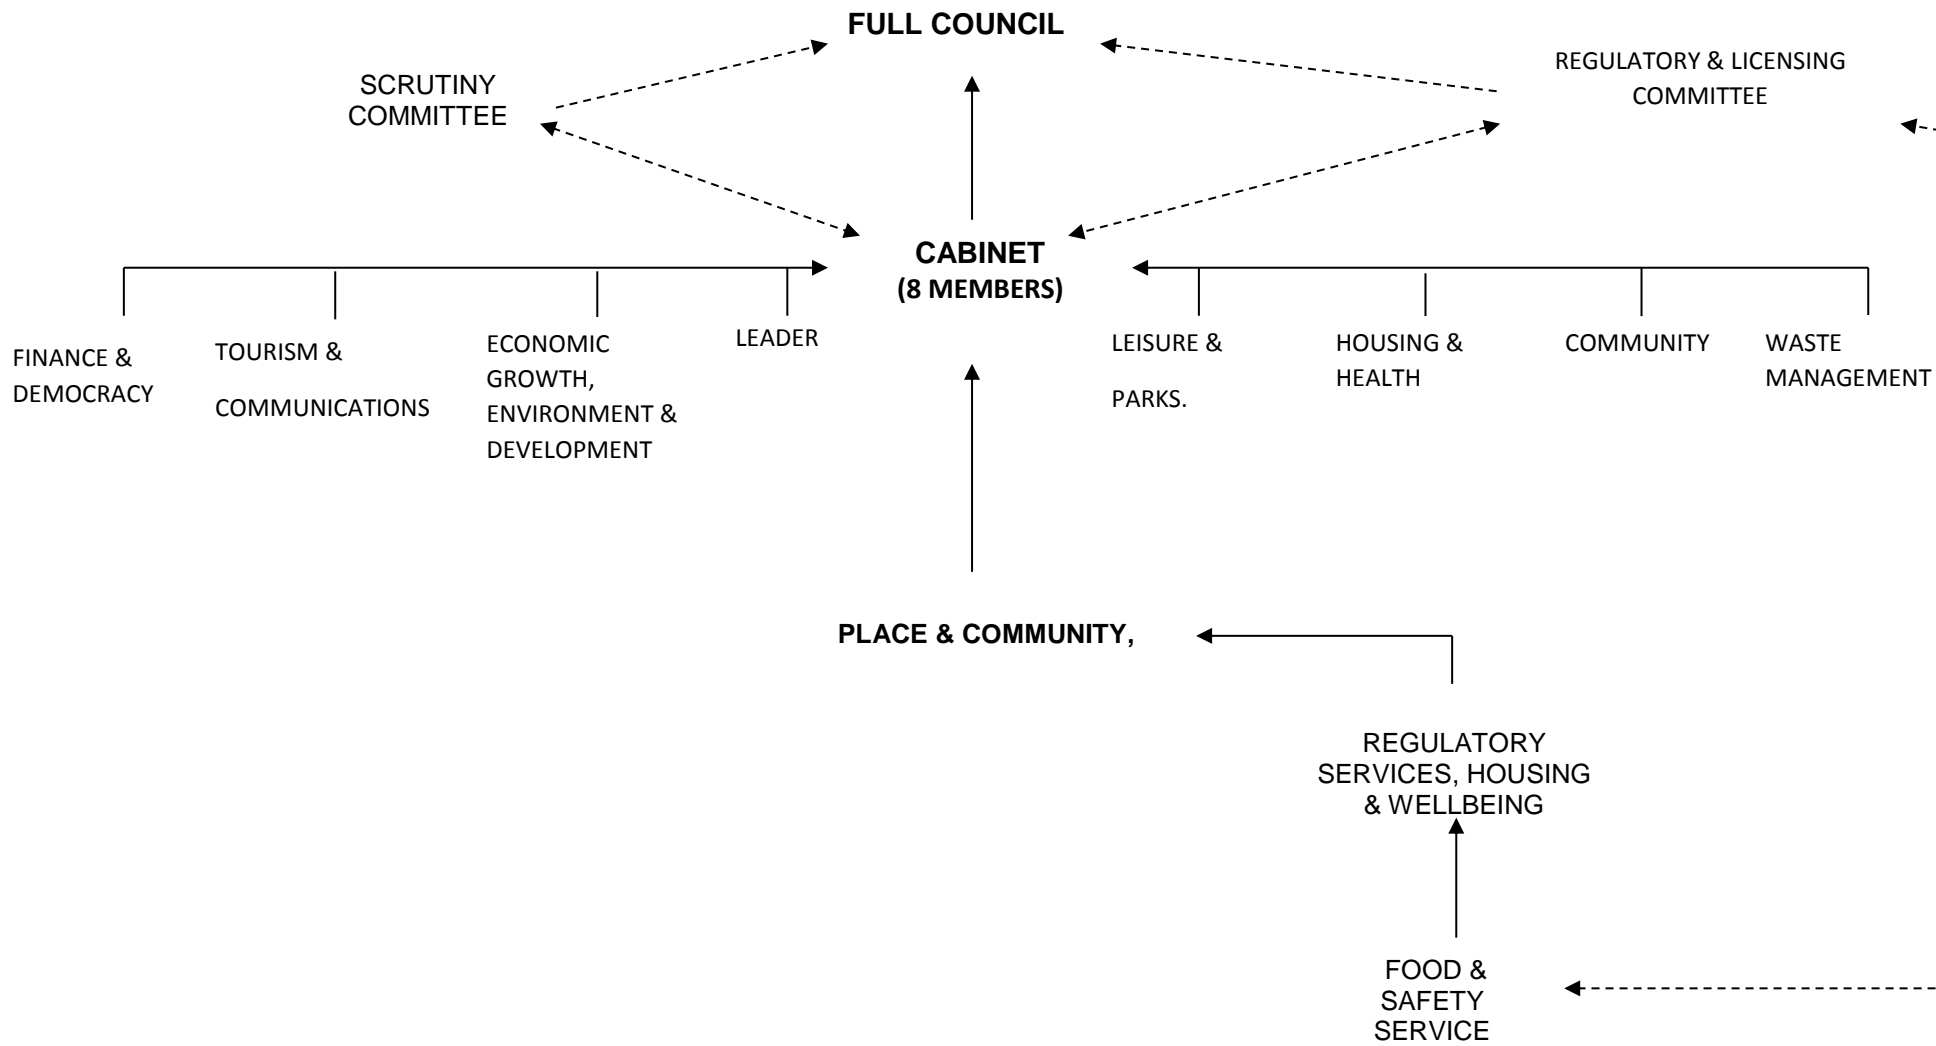 FULL COUNCIL
SCRUTINY
COMMITTEE
REGULATORY & LICENSING
COMMITTEE
CABINET
(8 MEMBERS)
FINANCE &
DEMOCRACY
TOURISM &
COMMUNICATIONS
ECONOMIC
GROWTH,
ENVIRONMENT &
DEVELOPMENT
LEADER
LEISURE &
PARKS.
HOUSING &
HEALTH
COMMUNITY
WASTE
MANAGEMENT
PLACE & COMMUNITY,
REGULATORY
SERVICES, HOUSING
& WELLBEING
FOOD &
SAFETY
SERVICE